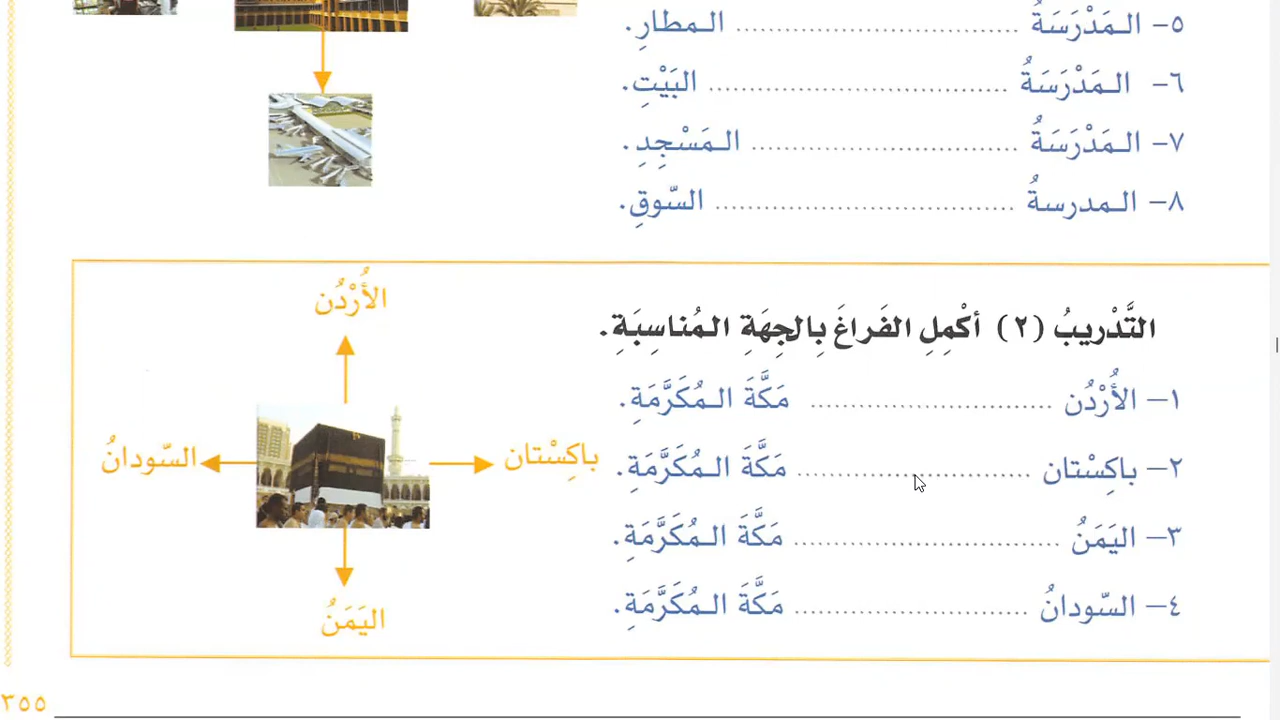 ٥– الـمَدْرَسَةُ ........................................ الـمطارِ.
٦– الـمَدْرَسَةُ ........................................ البَيْتِ.
٧– الـمَدْرَسَةُ ........................................ الـمَسْجِدِ.
٨– الـمدرسةُ ........................................ السّوقِ.
التَّدْريبُ (٢) أكْمِلِ الفَراغَ بِالجِهَةِ المُناسِبَةِ.
١– الأُرْدُن ................................ مَكَّةَ الـمُكَرَّمَةِ.
٢– باكِسْتان ................................ مَكَّةَ الـمُكَرَّمَةِ.
٣– اليَمَنُ ................................ مَكَّةَ الـمُكَرَّمَةِ.
٤– السّودانُ ................................ مَكَّةَ الـمُكَرَّمَةِ.
الأُرْدُن
باكِسْتان
السّودانُ
اليَمَنُ
٣٥٥